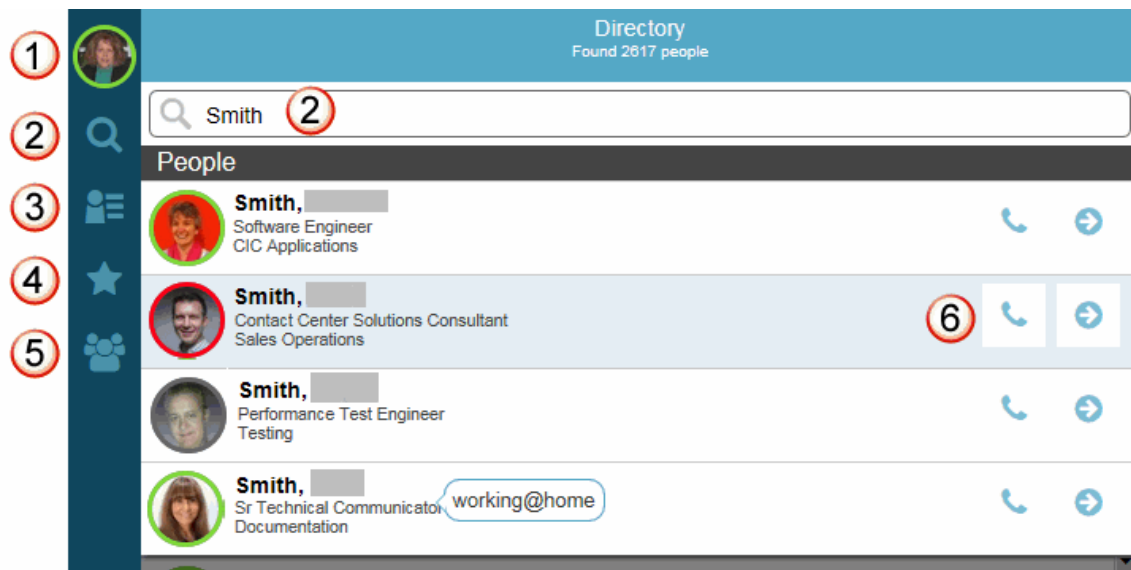 Directory
Found 2617 people
1
2
Smith 2
People
3
Smith,
Software Engineer
CIC Applications
4
Smith,
Contact Center Solutions Consultant
Sales Operations
6
5
Smith,
Performance Test Engineer
Testing
Smith,
Sr Technical Communicator working@home
Documentation